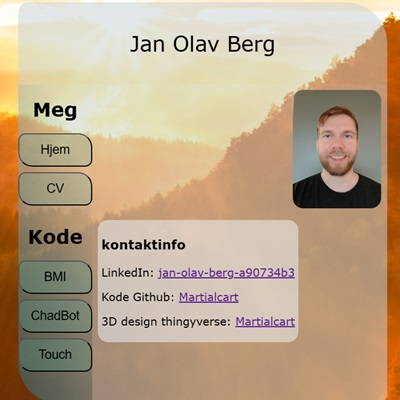 Jan Olav Berg
Meg
Hjem
CV
Kode
BMI
ChadBot
Touch
kontaktinfo
LinkedIn: jan-olav-berg-a90734b3
Kode Github: Martialcart
3D design thingyverse: Martialcart